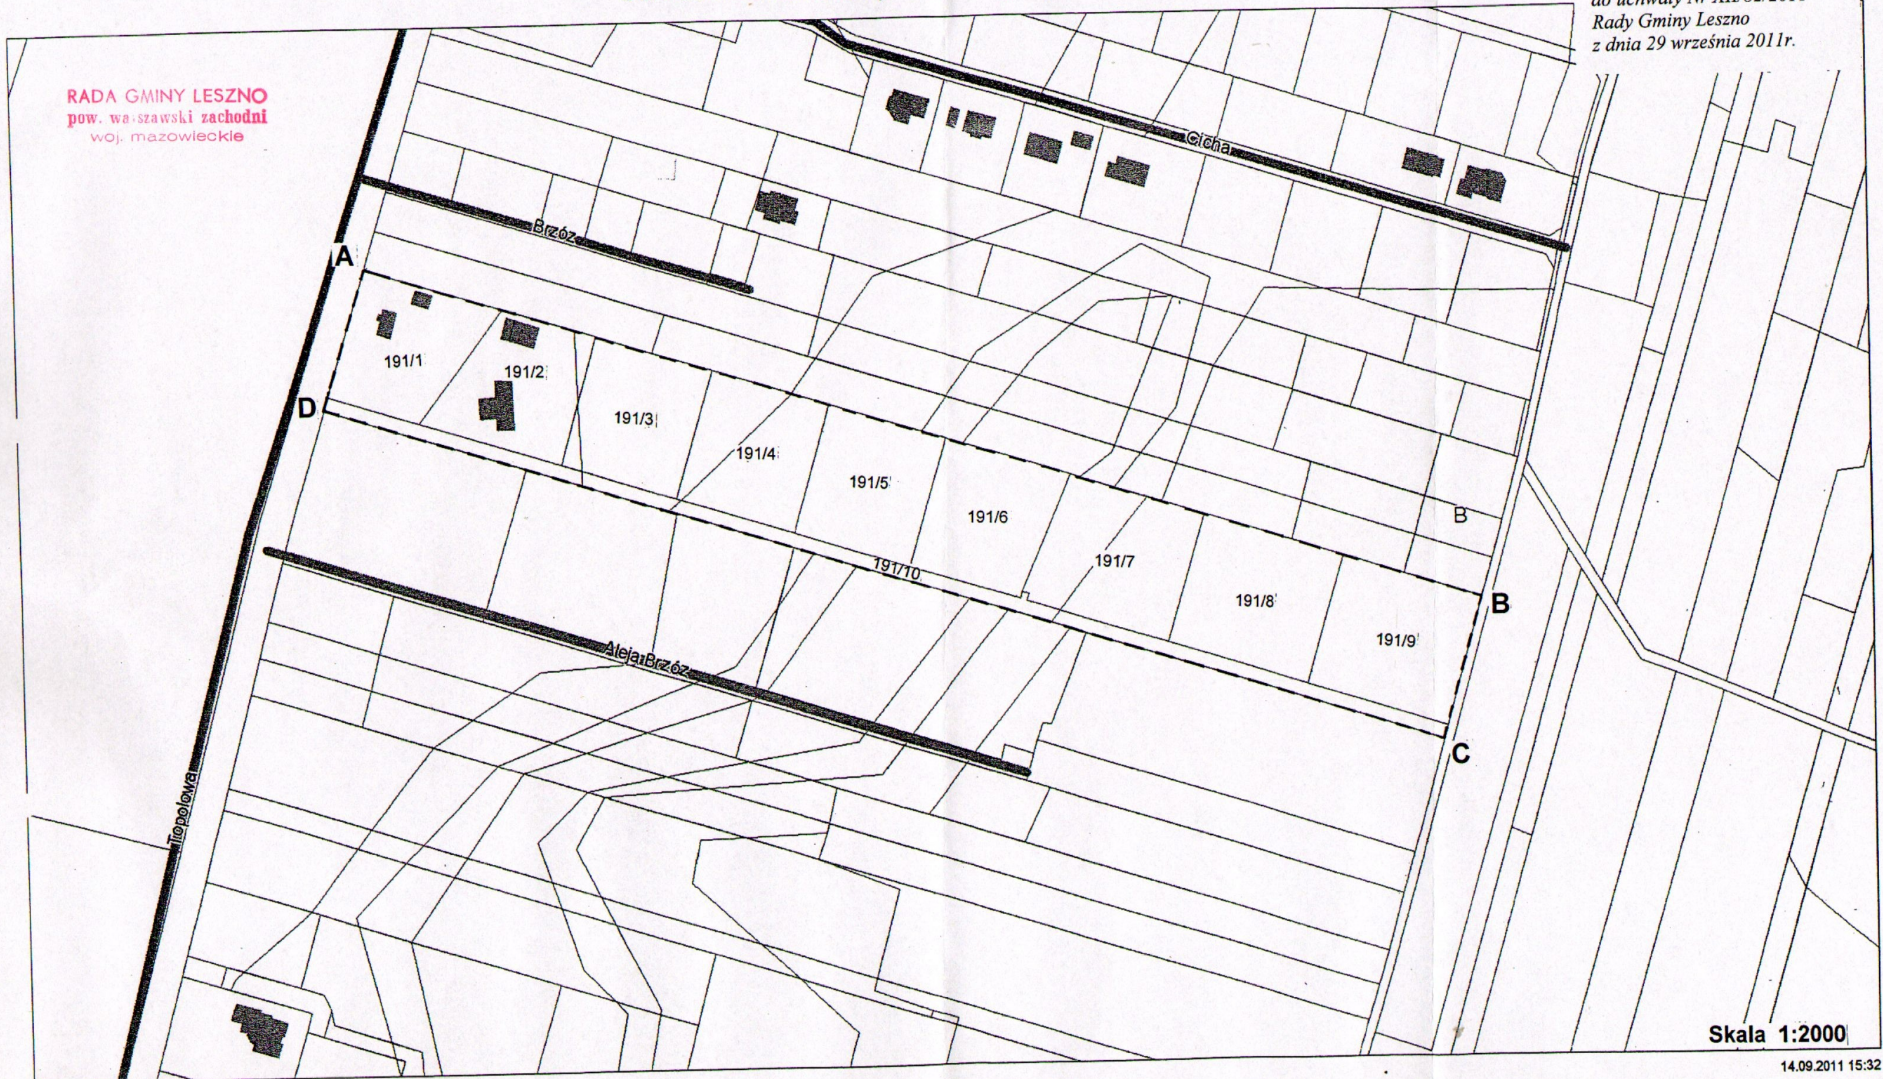 Rady Gminy Leszno
z dnia 29 września 2011r.
RADA GMINY LESZNO
pow. warszawski zachodni
woj. mazowieckie
Cicha
Brzóz
A
191/1
191/2
D
191/3
191/4
191/5
191/6
B
191/7
191/10
191/8
B
191/9
Aleja Brzóz
C
Topolowa
Skala 1:2000
14.09.2011 15:32